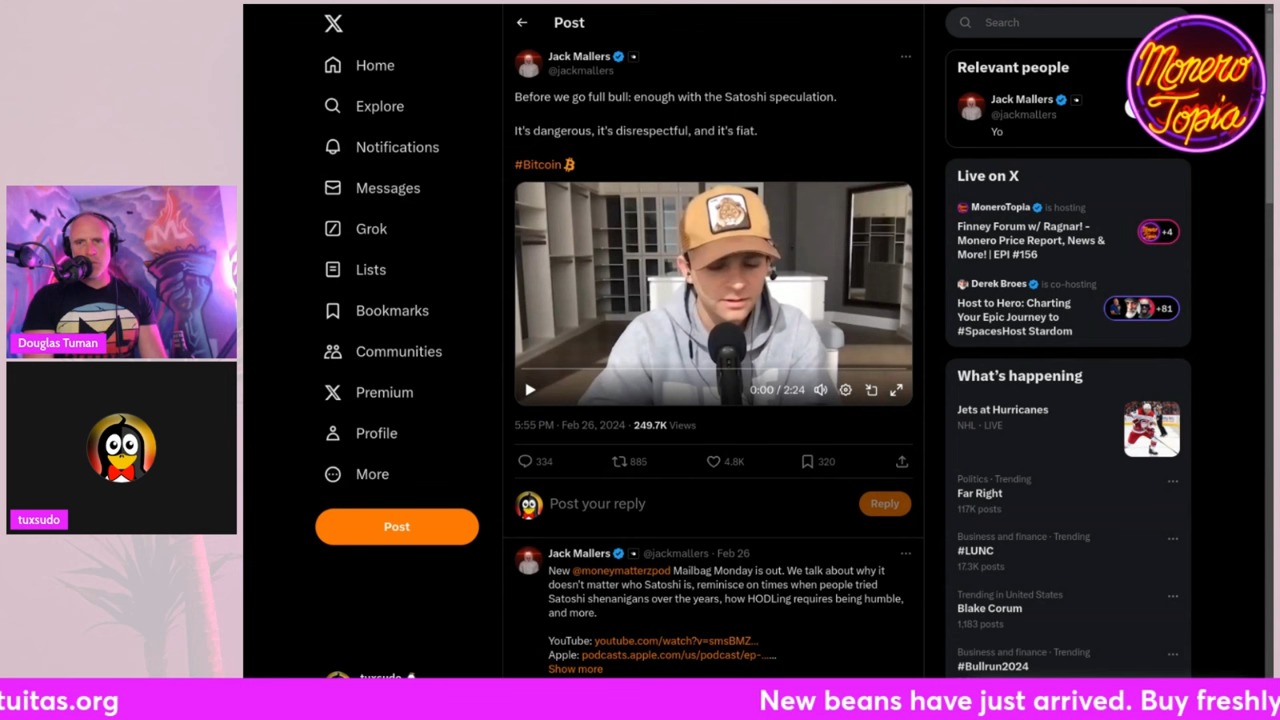 Douglas Tuman
tuxsudo
X
Home
Explore
Notifications
Messages
Grok
Lists
Bookmarks
Communities
Premium
Profile
More
Post
tuxsudo
Post
Jack Mallers
@jackmallers
Before we go full bull: enough with the Satoshi speculation.
It's dangerous, it's disrespectful, and it's fiat.
#Bitcoin
0:00 / 2:24
5:55 PM · Feb 26, 2024 · 249.7K Views
334
885
4.8K
320
Post your reply
Reply
Jack Mallers @jackmallers · Feb 26
New @moneymatterzpod Mailbag Monday is out. We talk about why it
doesn't matter who Satoshi is, reminisce on times when people tried
Satoshi shenanigans over the years, how HODLing requires being humble,
and more.
YouTube: youtube.com/watch?v=smsBMZ...
Apple: podcasts.apple.com/us/podcast/ep-......
Show more
Search
Monero
Topia
Relevant people
Jack Mallers
@jackmallers
Yo
Live on X
MoneroTopia is hosting
Finney Forum w/ Ragnar! -
Monero Price Report, News &
More! | EPI #156
+4
Derek Broes is co-hosting
Host to Hero: Charting
Your Epic Journey to
#SpacesHost Stardom
+81
What's happening
Jets at Hurricanes
NHL · LIVE
Politics · Trending
Far Right
117K posts
Business and finance · Trending
#LUNC
17.3K posts
Trending in United States
Blake Corum
1,183 posts
Business and finance · Trending
#Bullrun2024
tuitas.org
New beans have just arrived. Buy freshly